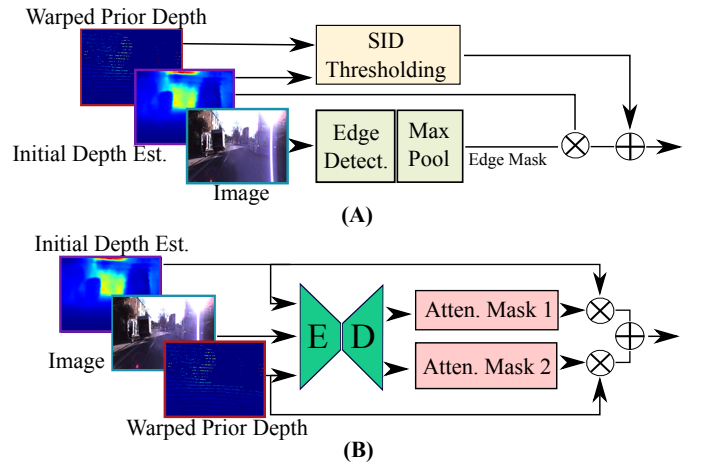 Warped Prior Depth
SID
Thresholding
Initial Depth Est.
Image
Edge
Detect.
Max
Pool
Edge Mask
(A)
Initial Depth Est.
Image
Warped Prior Depth
E
D
Atten. Mask 1
Atten. Mask 2
(B)